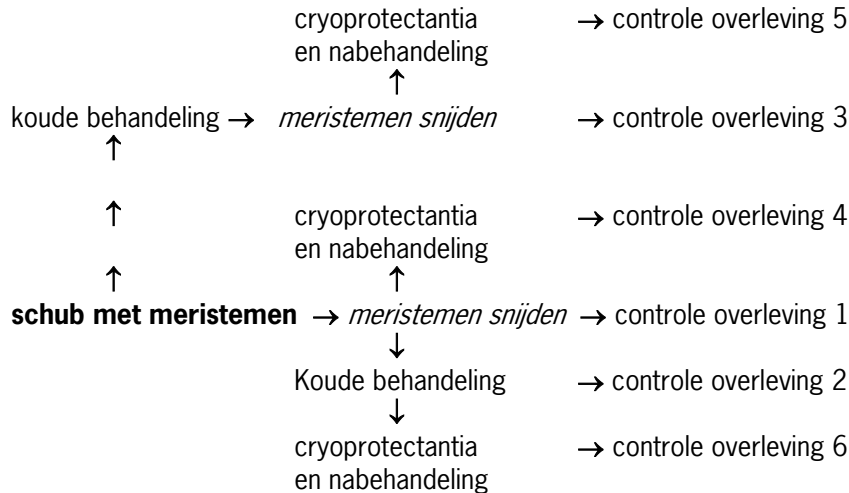 cryoprotectantia → controle overleving 5
en nabehandeling
↑
koude behandeling → meristemen snijden → controle overleving 3
↑
↑ cryoprotectantia → controle overleving 4
en nabehandeling
↑ ↑
schub met meristemen → meristemen snijden → controle overleving 1
↓
Koude behandeling → controle overleving 2
↓
cryoprotectantia → controle overleving 6
en nabehandeling